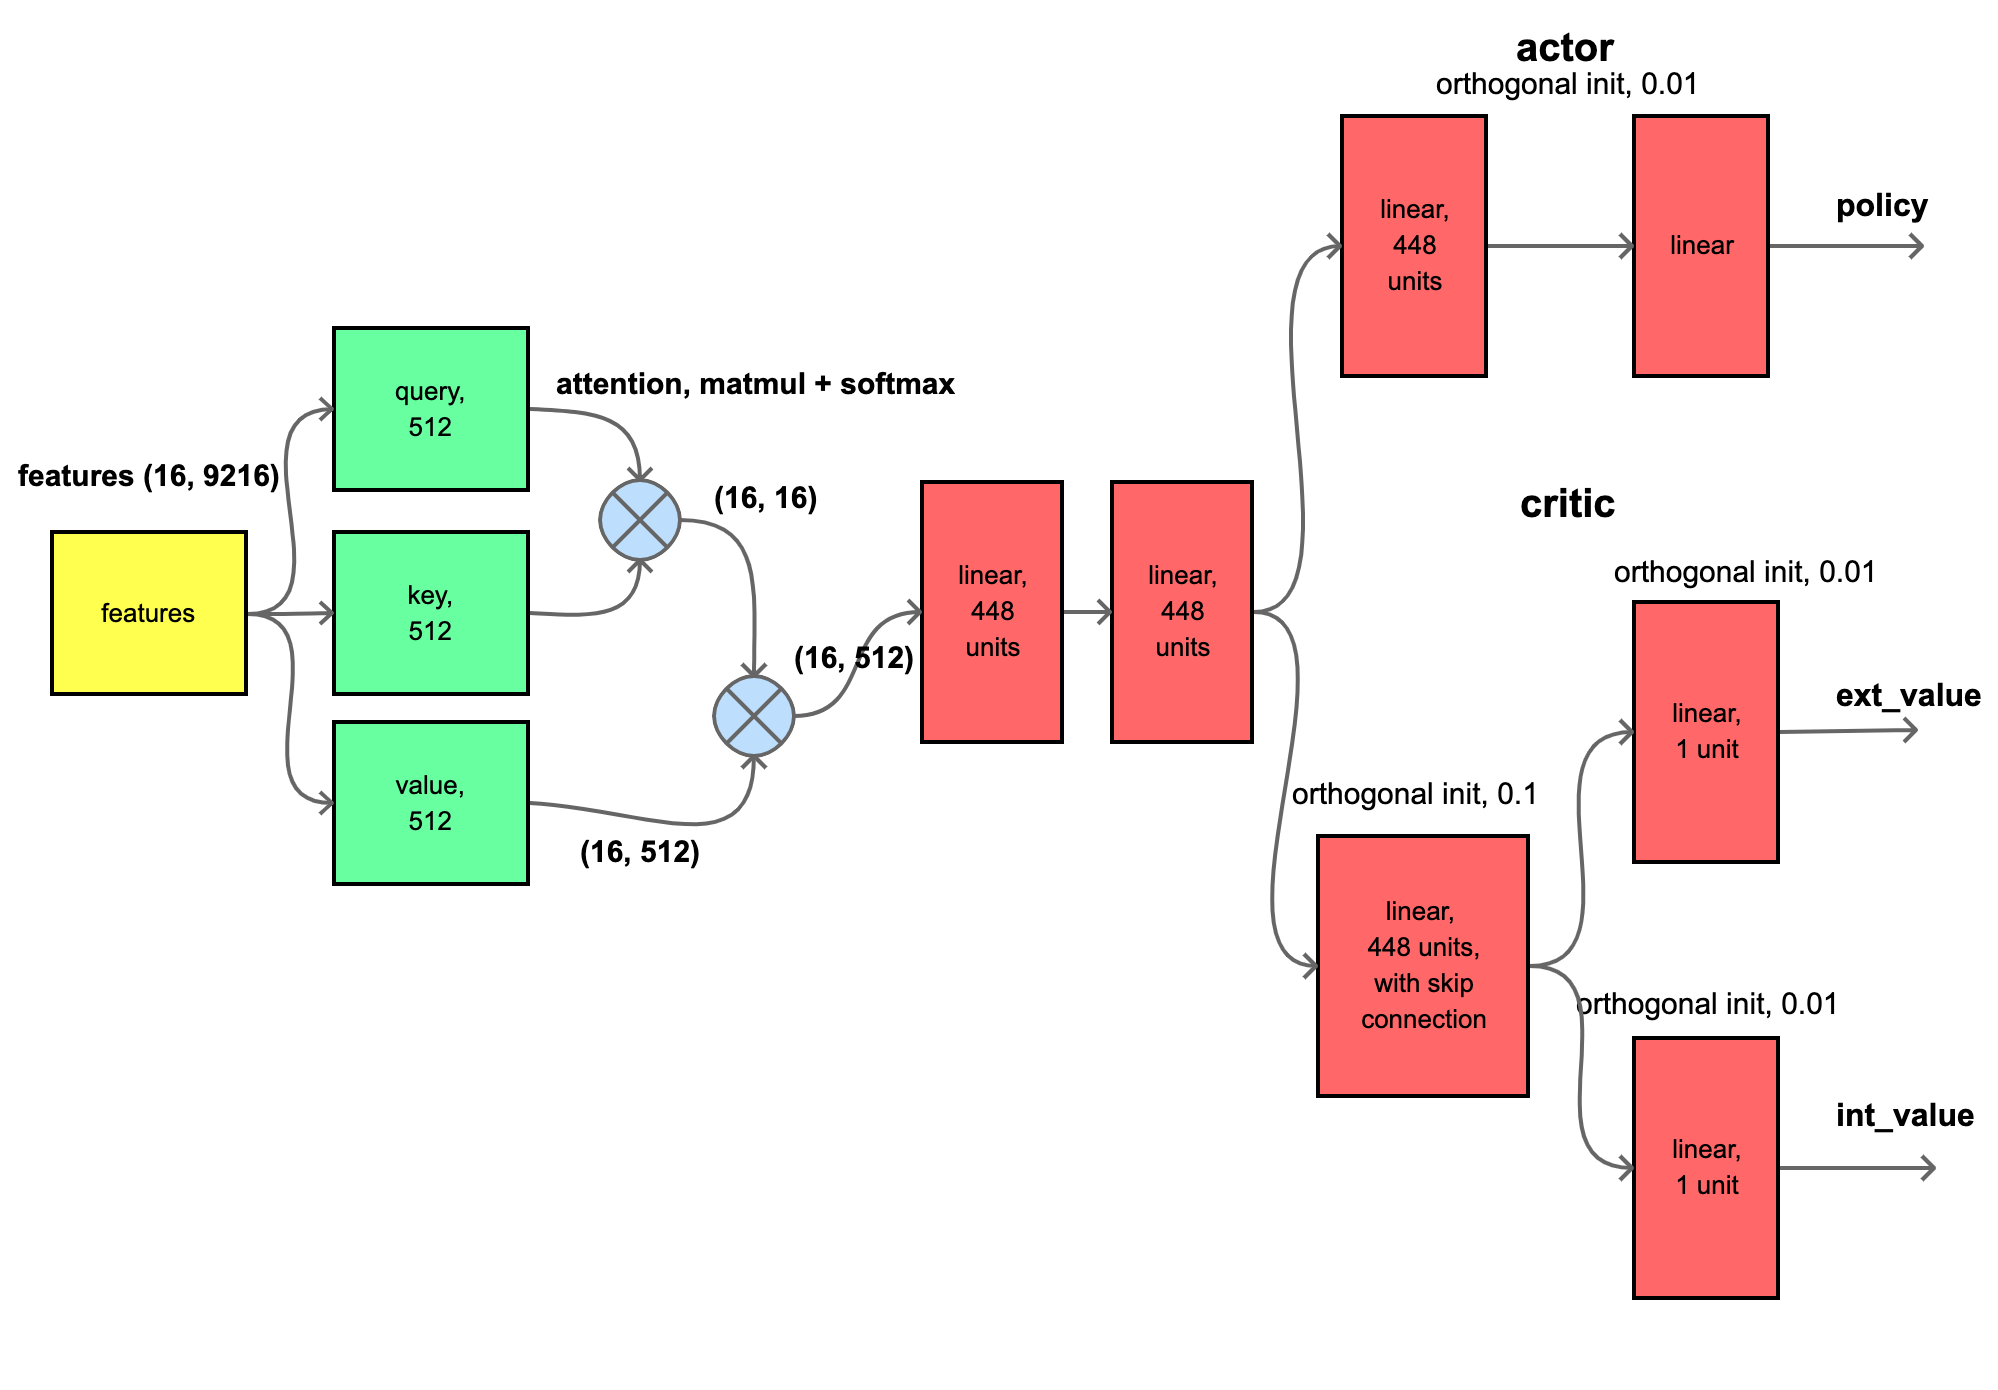 actor
orthogonal init, 0.01
linear,
448
units
linear
policy
query,
512
attention, matmul + softmax
features (16, 9216)
features
key,
512
value,
512
(16, 16)
(16, 512)
(16, 512)
linear,
448
units
linear,
448
units
critic
orthogonal init, 0.01
linear,
1 unit
ext_value
orthogonal init, 0.1
linear,
448 units,
with skip
connection
orthogonal init, 0.01
linear,
1 unit
int_value